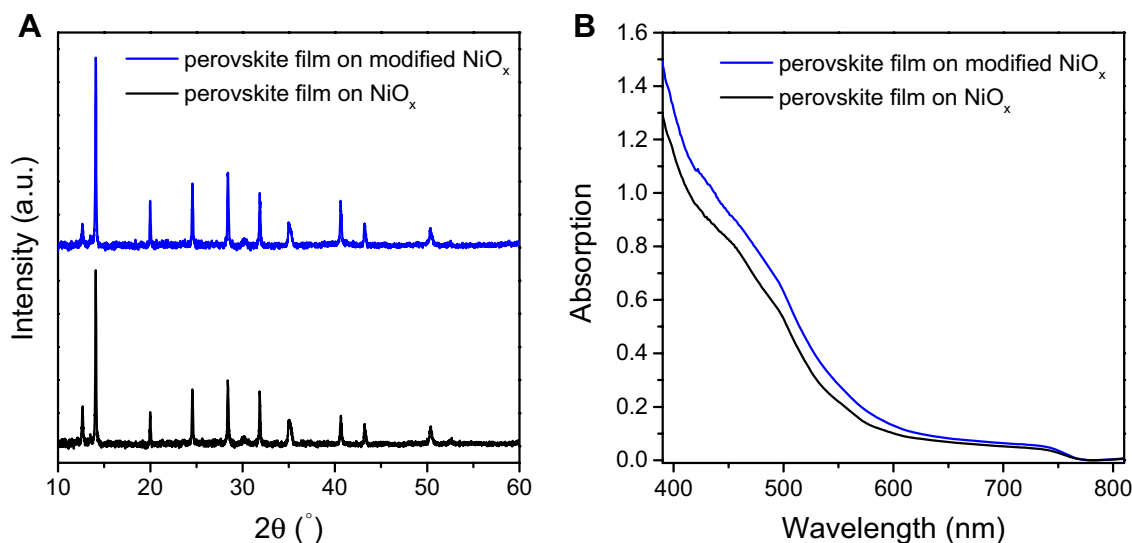 A
perovskite film on modified NiOx
perovskite film on NiOx
Intensity (a.u.)
10 20 30 40 50 60
2θ (°)
B
perovskite film on modified NiOx
perovskite film on NiOx
Absorption
1.6
1.4
1.2
1.0
0.8
0.6
0.4
0.2
0.0
400 500 600 700 800
Wavelength (nm)